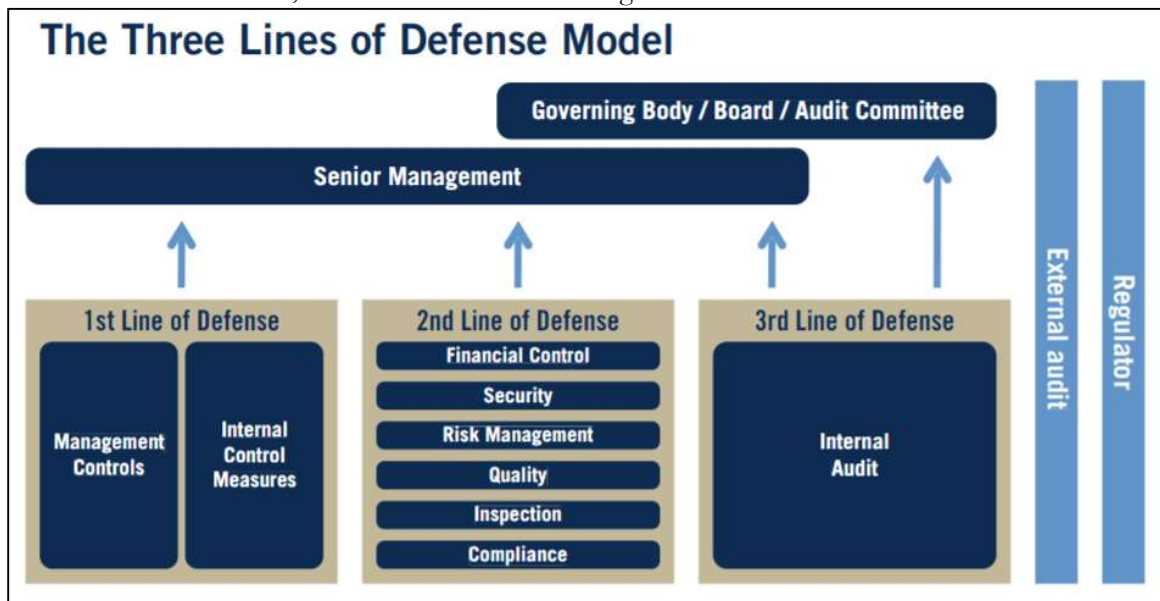 The Three Lines of Defense Model
Governing Body / Board / Audit Committee
Senior Management
1st Line of Defense
Management
Controls
Internal
Control
Measures
2nd Line of Defense
Financial Control
Security
Risk Management
Quality
Inspection
Compliance
3rd Line of Defense
Internal
Audit
External audit
Regulator